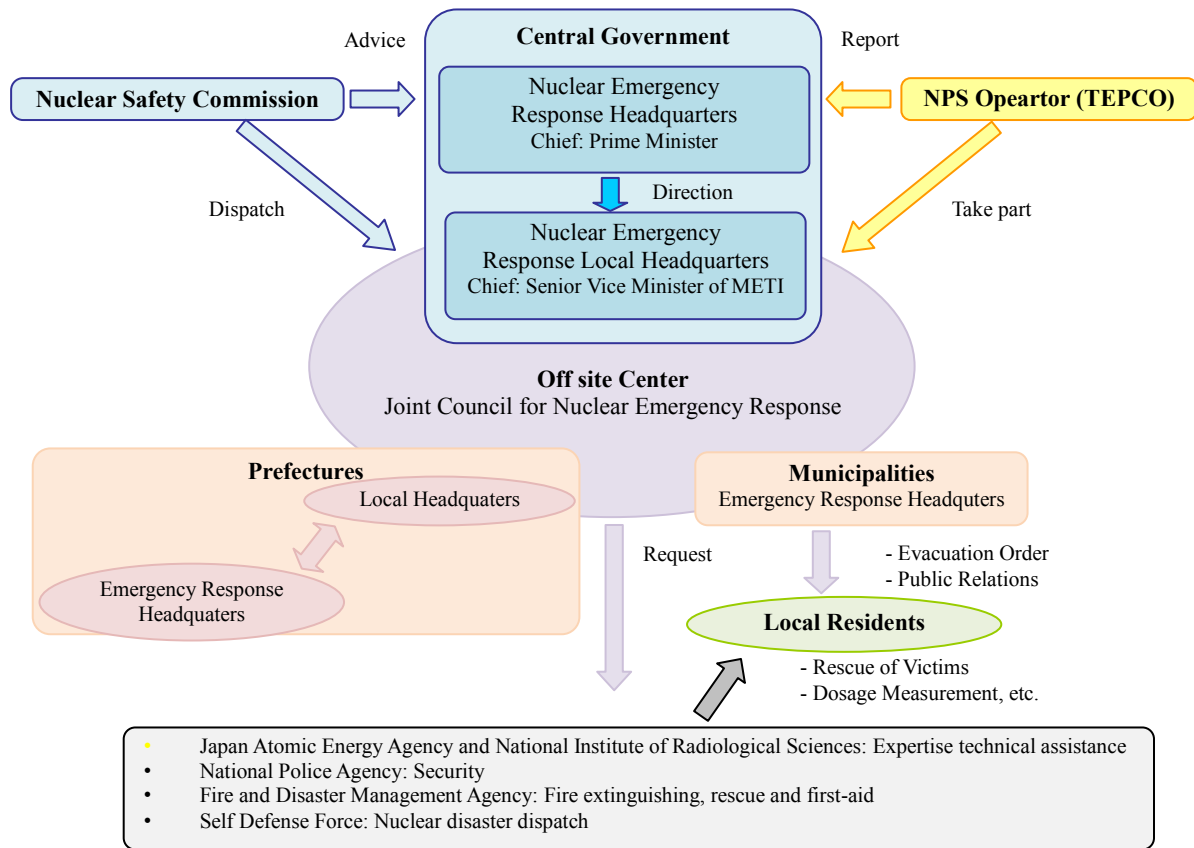 Advice
Central Government
Report
Nuclear Safety Commission
Nuclear Emergency
Response Headquarters
Chief: Prime Minister
NPS Opeartor (TEPCO)
Direction
Dispatch
Take part
Nuclear Emergency
Response Local Headquarters
Chief: Senior Vice Minister of METI
Off site Center
Joint Council for Nuclear Emergency Response
Prefectures
Local Headquaters
Emergency Response
Headquaters
Municipalities
Emergency Response Headquters
Request
- Evacuation Order
- Public Relations
Local Residents
- Rescue of Victims
- Dosage Measurement, etc.
• Japan Atomic Energy Agency and National Institute of Radiological Sciences: Expertise technical assistance
• National Police Agency: Security
• Fire and Disaster Management Agency: Fire extinguishing, rescue and first-aid
• Self Defense Force: Nuclear disaster dispatch